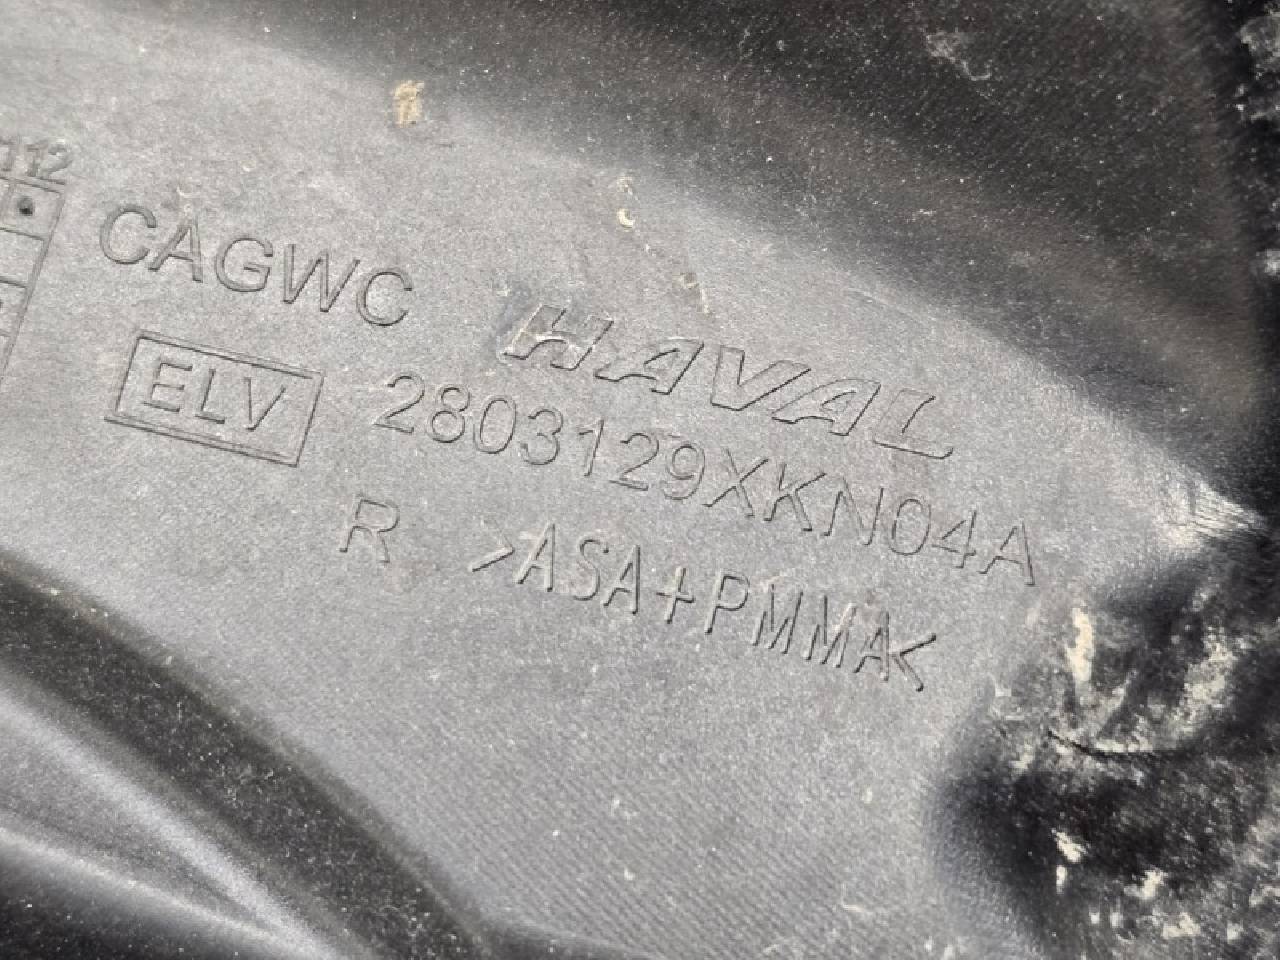 112
CAGWC HAVAL
ELV 2803129XKN04A
R >ASA+PMMA<